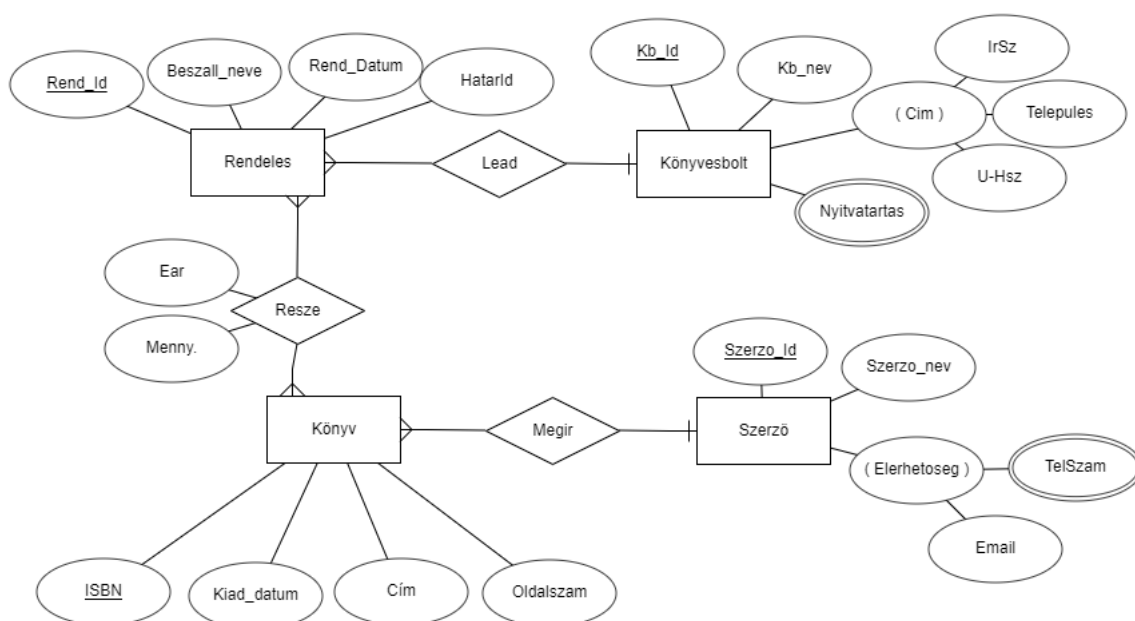 Rend_Id
Beszall_neve
Rend_Datum
HatarId
Kb_Id
Kb_nev
IrSz
( Cim )
Telepules
U-Hsz
Nyitvatartas
Rendeles
Lead
Könyvesbolt
Ear
Menny.
Resze
Szerzo_Id
Szerzo_nev
Könyv
Megir
Szerzö
( Elerhetoseg )
TelSzam
Email
ISBN
Kiad_datum
Cím
Oldalszam